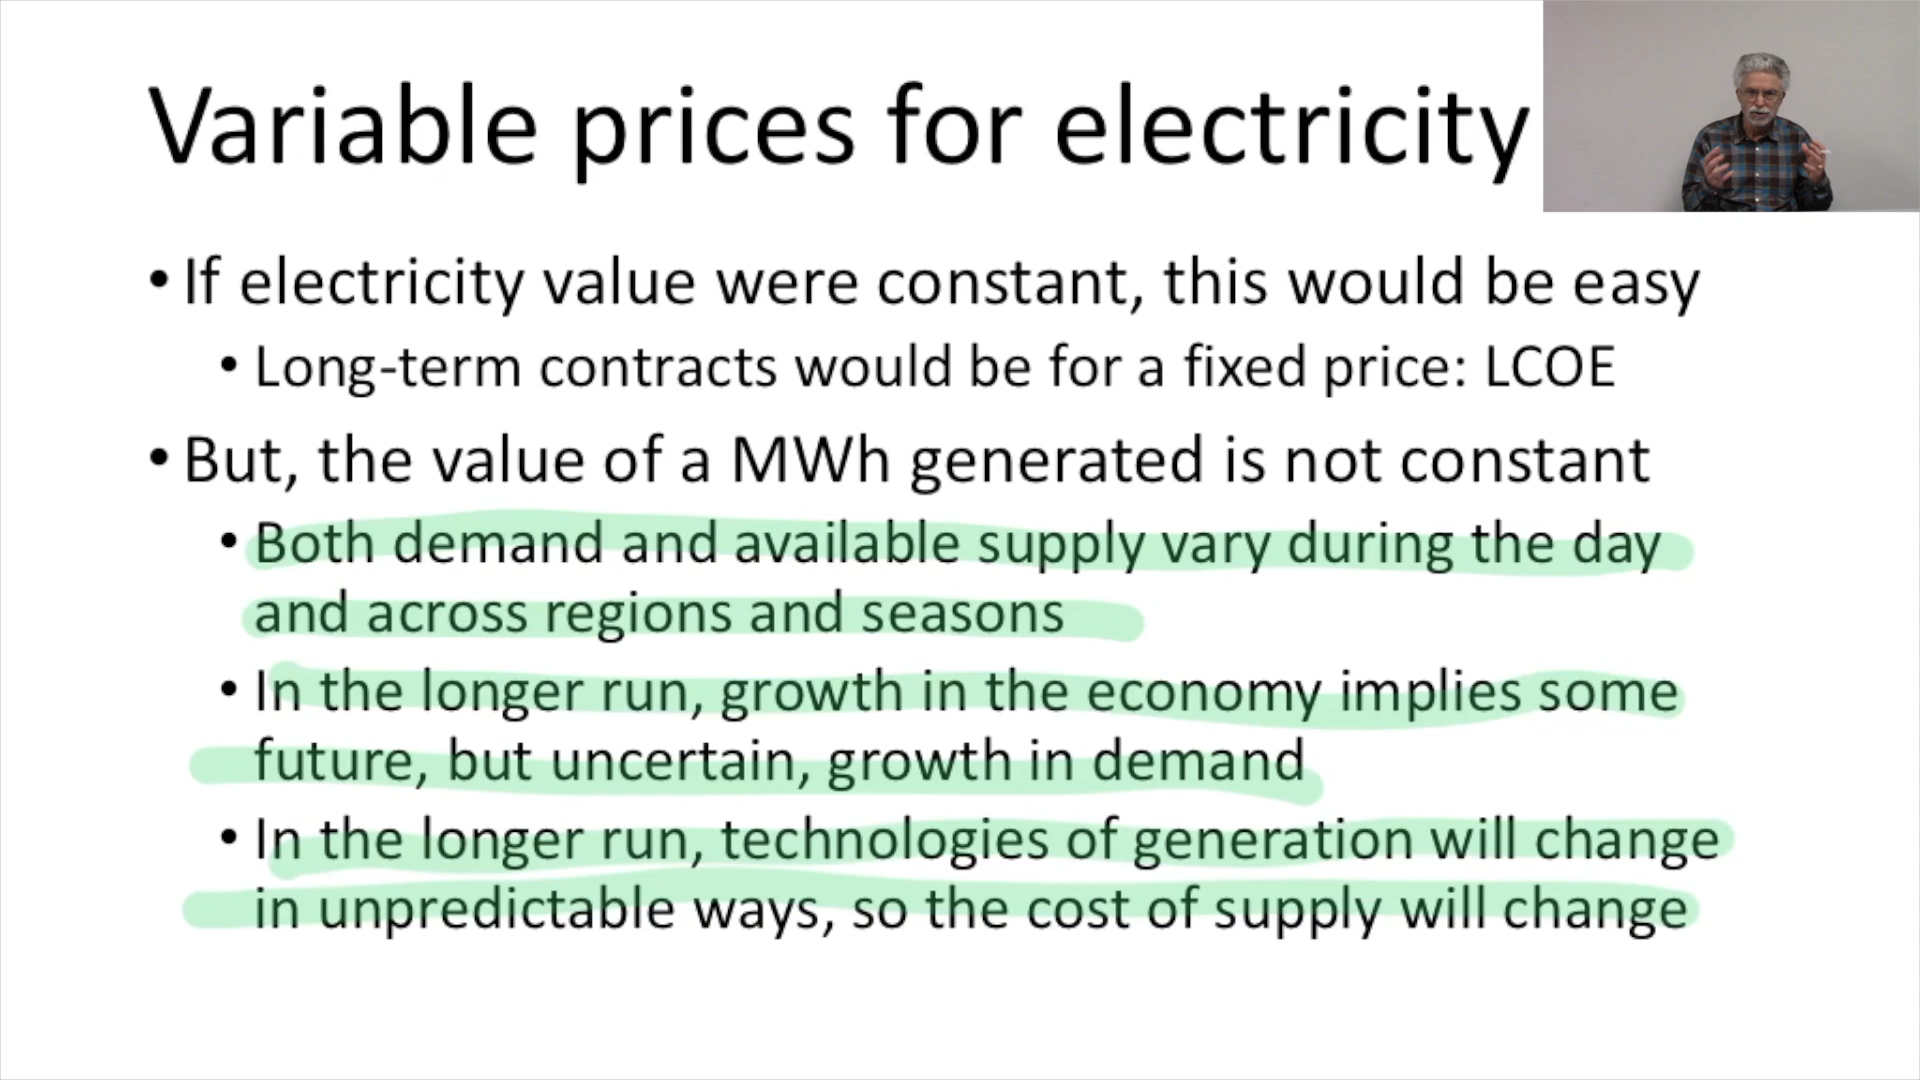 Variable prices for electricity
• If electricity value were constant, this would be easy
• Long-term contracts would be for a fixed price: LCOE
• But, the value of a MWh generated is not constant
• Both demand and available supply vary during the day
and across regions and seasons
• In the longer run, growth in the economy implies some
future, but uncertain, growth in demand
• In the longer run, technologies of generation will change
in unpredictable ways, so the cost of supply will change